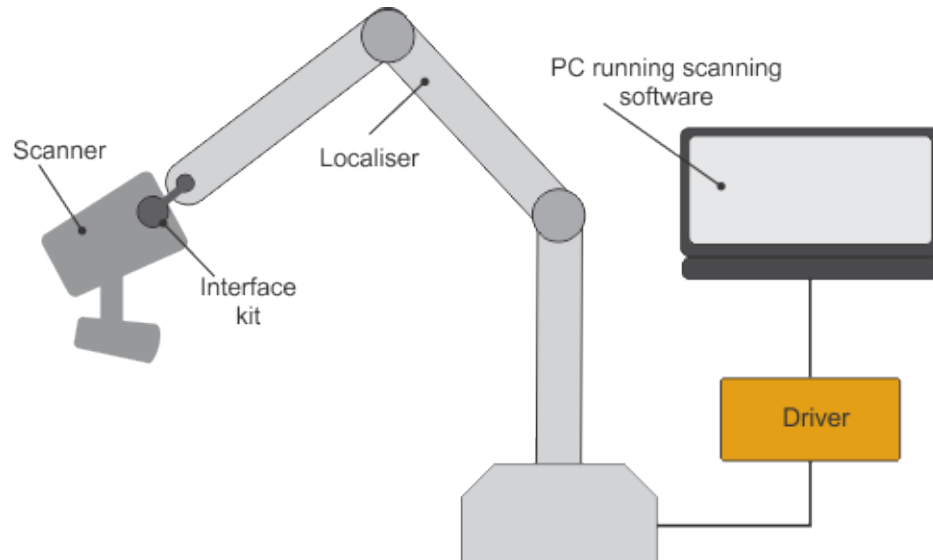 PC running scanning
software
Scanner
Localiser
Interface
kit
Driver